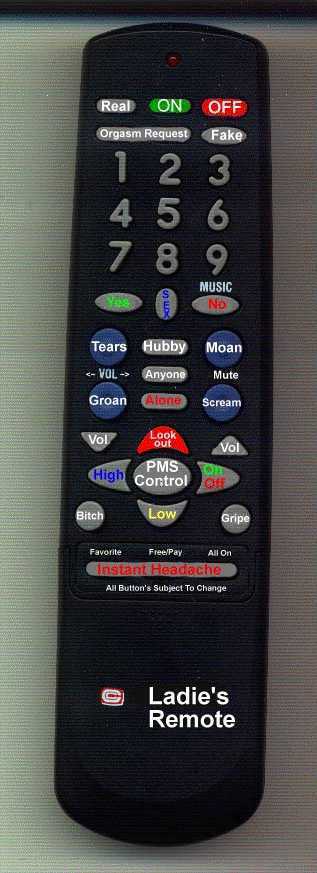 Real ON OFF
Orgasm Request Fake
1 2 3
4 5 6
7 8 9
MUSIC
Yes SEX No
Tears Hubby Moan
<- VOL -> Anyone Mute
Groan Alone Scream
Vol Look out Vol
High PMS Control On Off
Low
Bitch Gripe
Favorite Free/Pay All On
Instant Headache
All Button's Subject To Change
Ladie's
Remote